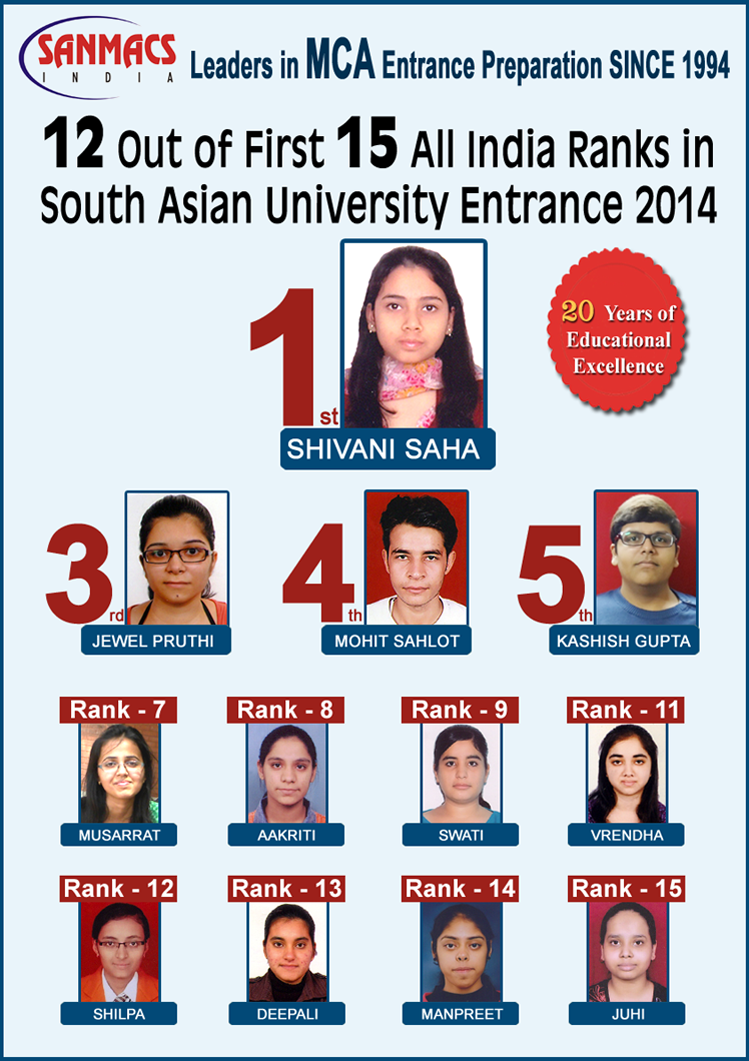 SANMACS
INDIA
Leaders in MCA Entrance Preparation SINCE 1994
12 Out of First 15 All India Ranks in
South Asian University Entrance 2014
1st
SHIVANI SAHA
20 Years of
Educational
Excellence
3rd
JEWEL PRUTHI
4th
MOHIT SAHLOT
5th
KASHISH GUPTA
Rank - 7
MUSARRAT
Rank - 8
AAKRITI
Rank - 9
SWATI
Rank - 11
VRENDHA
Rank - 12
SHILPA
Rank - 13
DEEPALI
Rank - 14
MANPREET
Rank - 15
JUHI